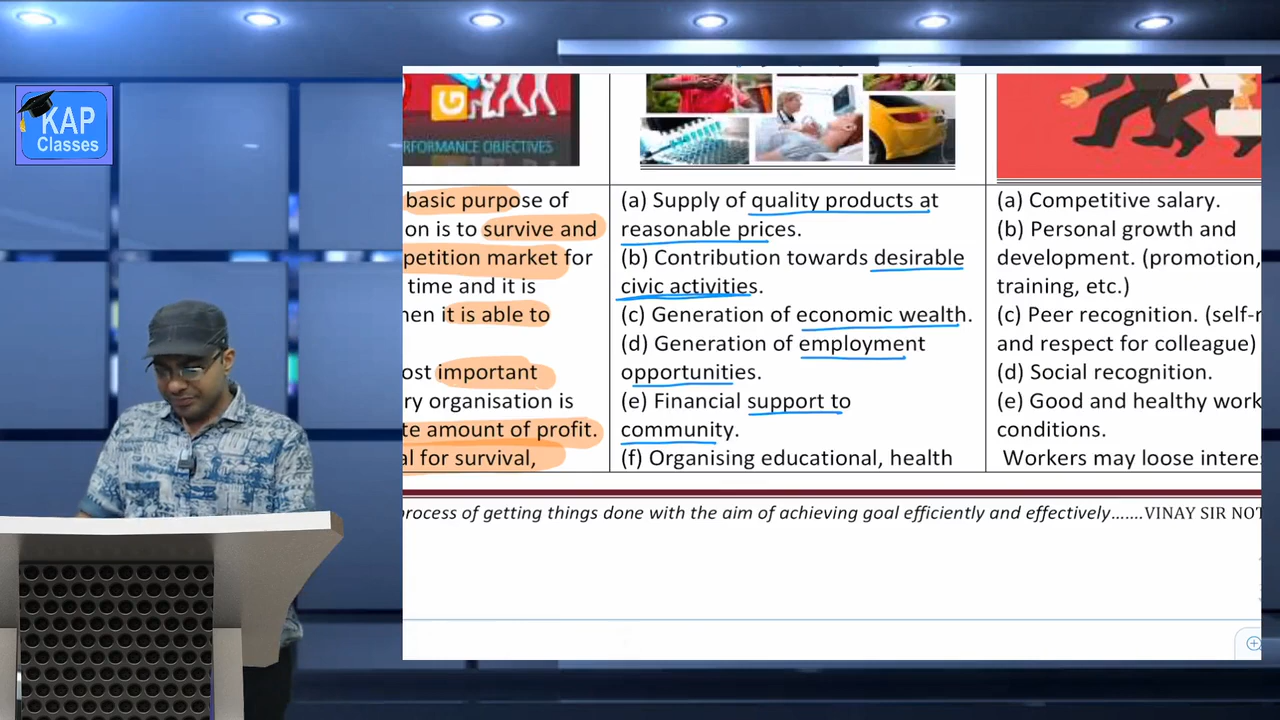 KAP
Classes
RFORMANCE OBJECTIVES
basic purpose of
on is to survive and
petition market for
time and it is
en it is able to
ost important
ry organisation is
te amount of profit.
al for survival,
(a) Supply of quality products at
reasonable prices.
(b) Contribution towards desirable
civic activities.
(c) Generation of economic wealth.
(d) Generation of employment
opportunities.
(e) Financial support to
community.
(f) Organising educational, health
(a) Competitive salary.
(b) Personal growth and
development. (promotion,
training, etc.)
(c) Peer recognition. (self-r
and respect for colleague)
(d) Social recognition.
(e) Good and healthy work
conditions.
Workers may loose intere
rocess of getting things done with the aim of achieving goal efficiently and effectively.......VINAY SIR NOT